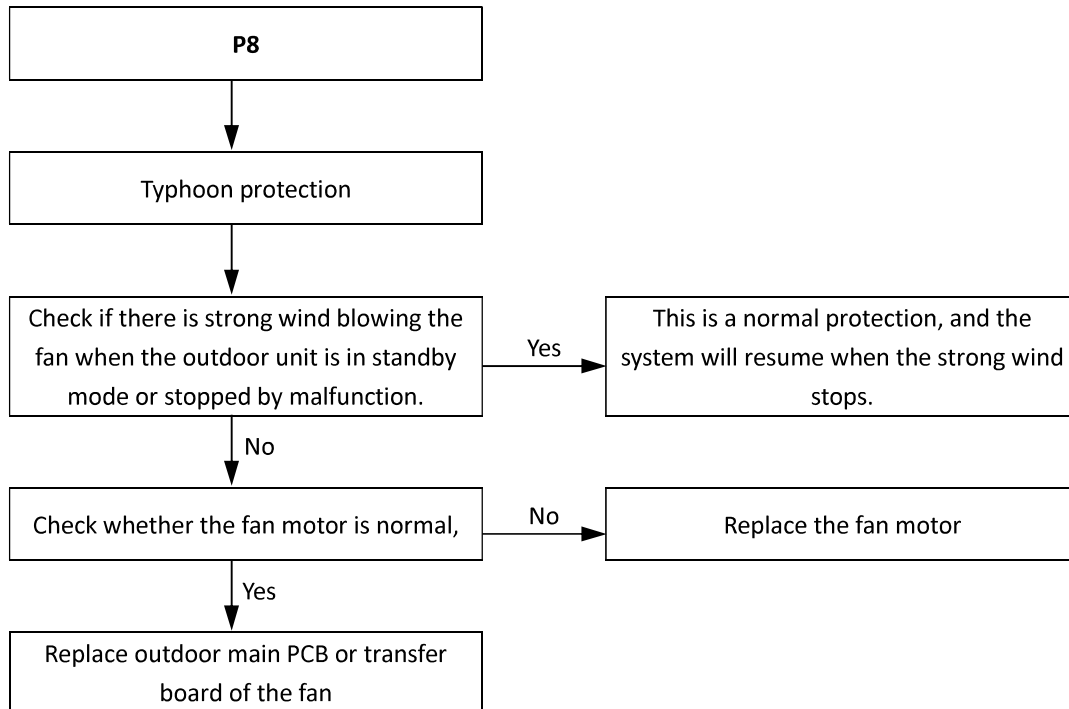 P8
Typhoon protection
Check if there is strong wind blowing the
fan when the outdoor unit is in standby
mode or stopped by malfunction.
Yes
This is a normal protection, and the
system will resume when the strong wind
stops.
No
Check whether the fan motor is normal,
No
Replace the fan motor
Yes
Replace outdoor main PCB or transfer
board of the fan